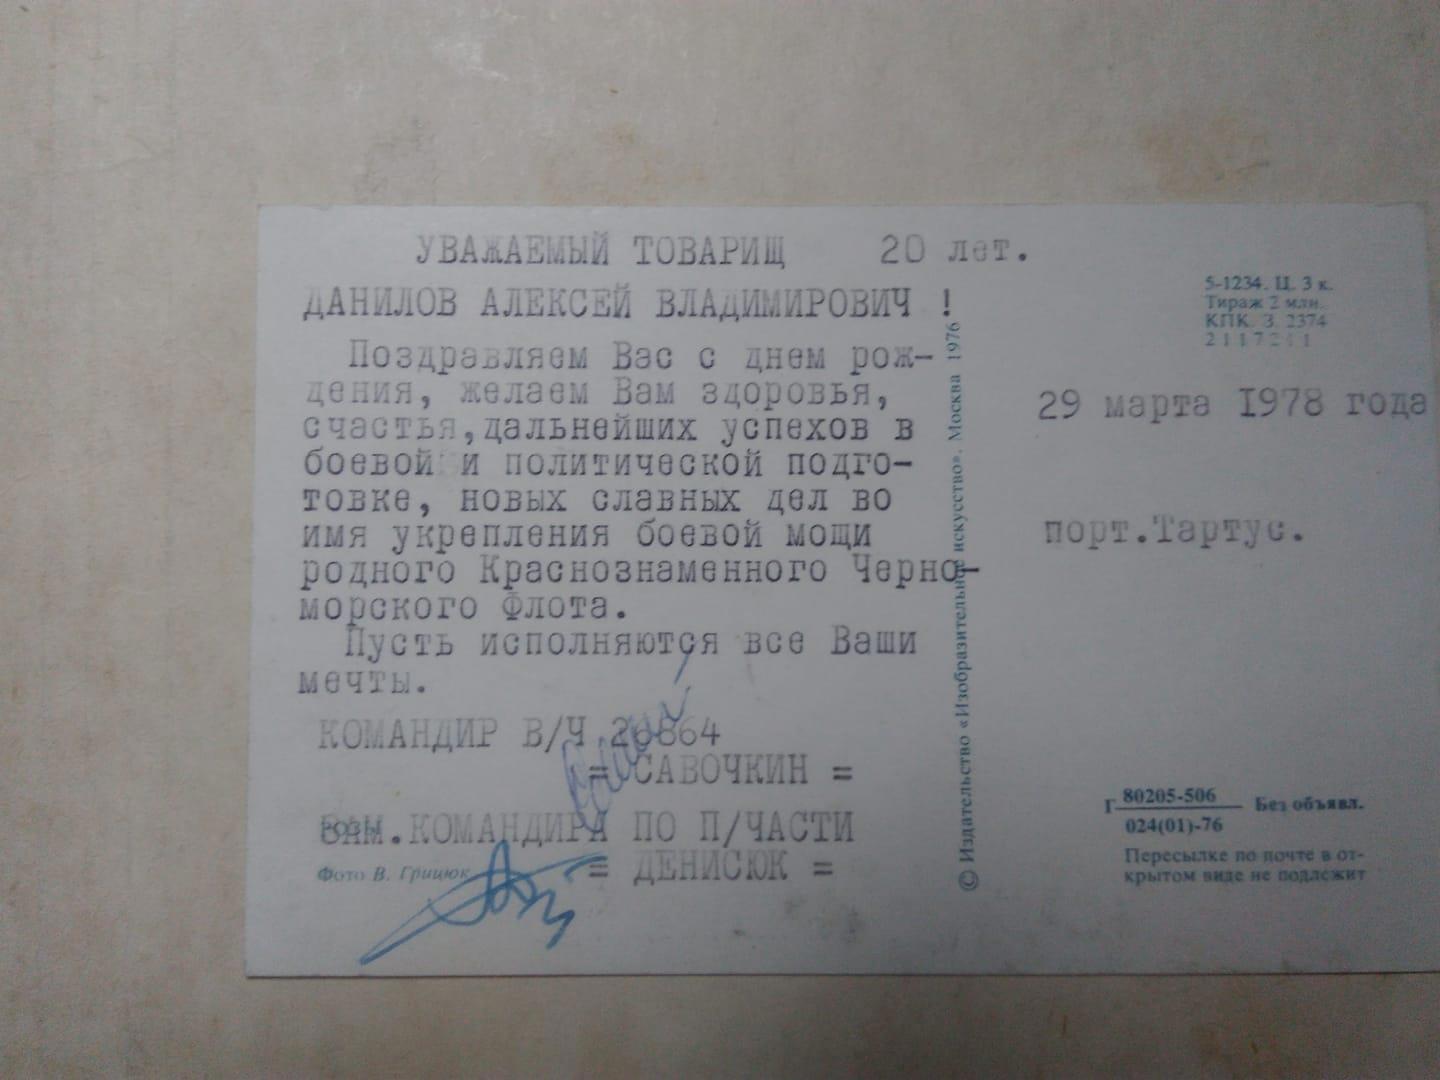 УВАЖАЕМЫЙ ТОВАРИЩ 20 лет.
ДАНИЛОВ АЛЕКСЕЙ ВЛАДИМИРОВИЧ !
Поздравляем Вас с днем рож-
дения, желаем Вам здоровья,
счастья,дальнейших успехов в
боевой и политической подго-
товке, новых славных дел во
имя укрепления боевой мощи
родного Краснознаменного Черно-
морского Флота.
Пусть исполняются все Ваши
мечты.
КОМАНДИР В/Ч 26864
= САВОЧКИН =
ЗАМ.КОМАНДИРА ПО П/ЧАСТИ
= ДЕНИСЮК =
Фото В. Грицюк
© Издательство «Изобразительное искусство». Москва 1976
5-1234. Ц. 3 к.
Тираж 2 млн.
КПК. З. 2374
29 марта 1978 года
порт.Тартус.
Г 80205-506 Без объявл.
024(01)-76
Пересылке по почте в от-
крытом виде не подлежит